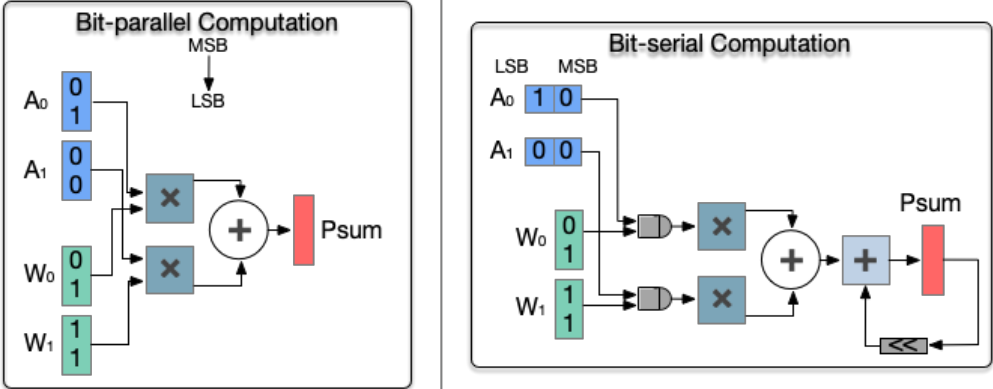 Bit-parallel Computation
MSB
LSB
A0
0
1
A1
0
0
×
+
Psum
W0
0
1
×
W1
1
1
Bit-serial Computation
LSB MSB
A0 1 0
A1 0 0
Psum
W0
0
1
×
+
+
W1
1
1
×
<<